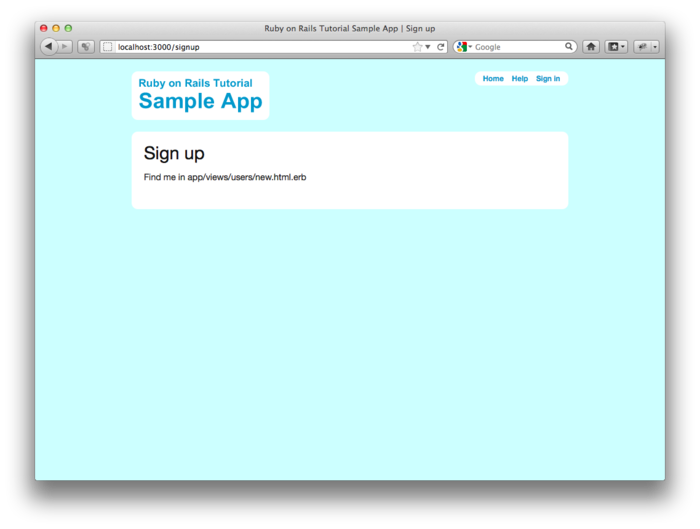 Ruby on Rails Tutorial Sample App | Sign up
localhost:3000/signup
Google
Ruby on Rails Tutorial
Sample App
Home Help Sign in
Sign up
Find me in app/views/users/new.html.erb